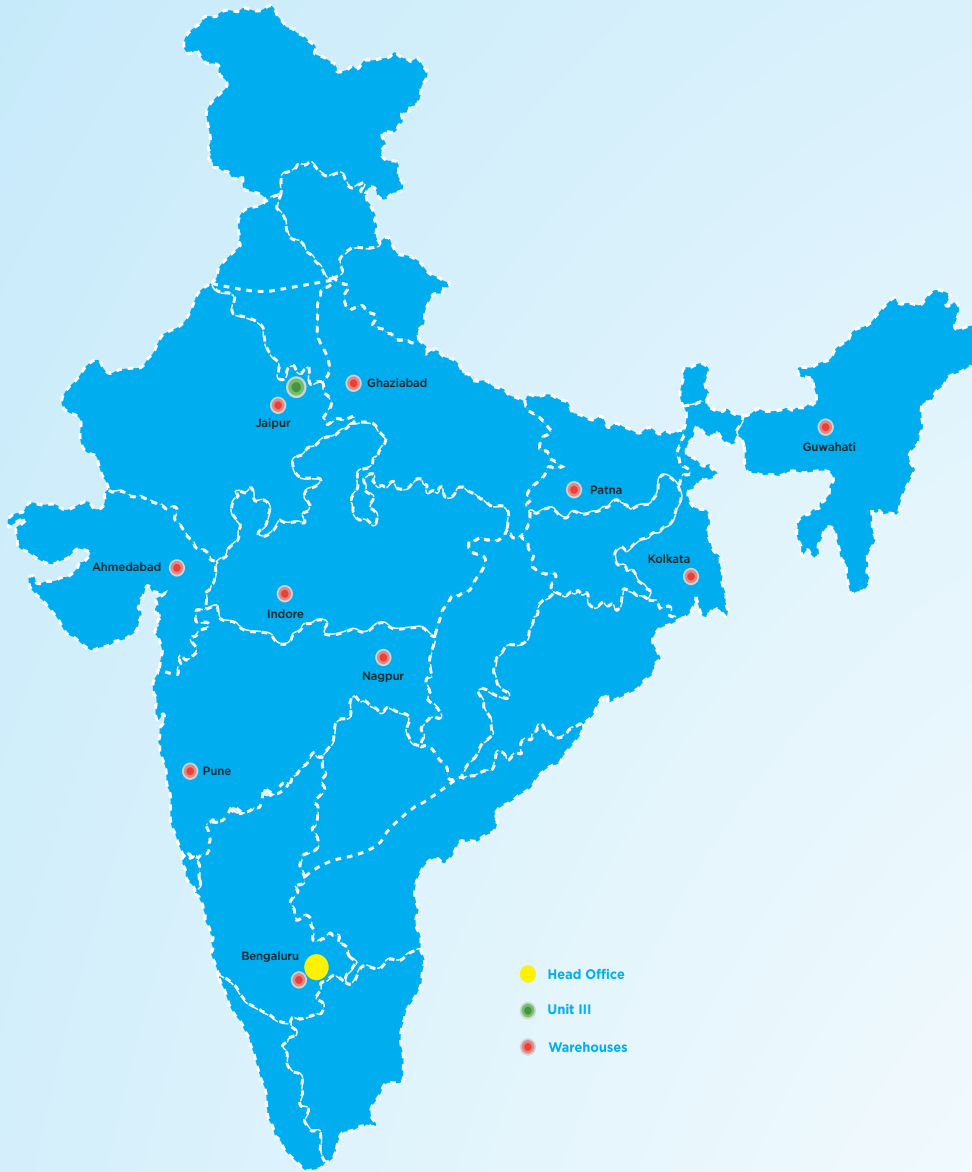 Ghaziabad
Jaipur
Guwahati
Patna
Kolkata
Ahmedabad
Indore
Nagpur
Pune
Bengaluru
Head Office
Unit III
Warehouses